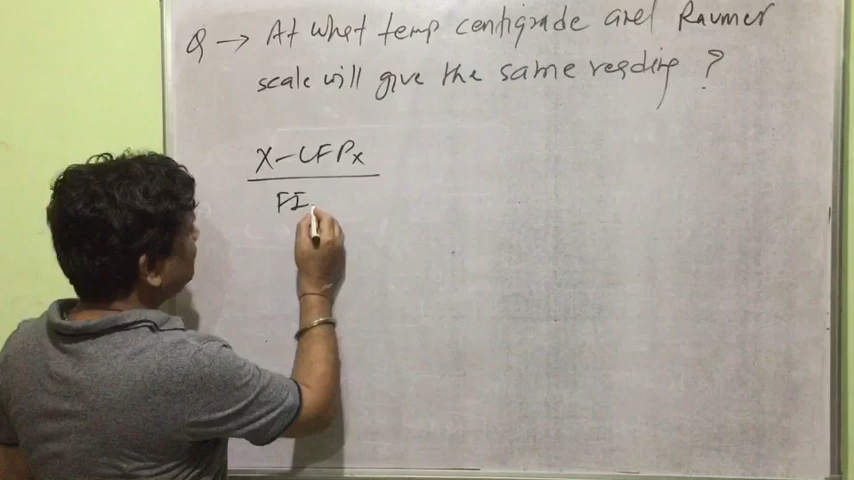 Q → At what temp centigrade and Raumer
scale will give the same reading ?
X - LFPx
FI